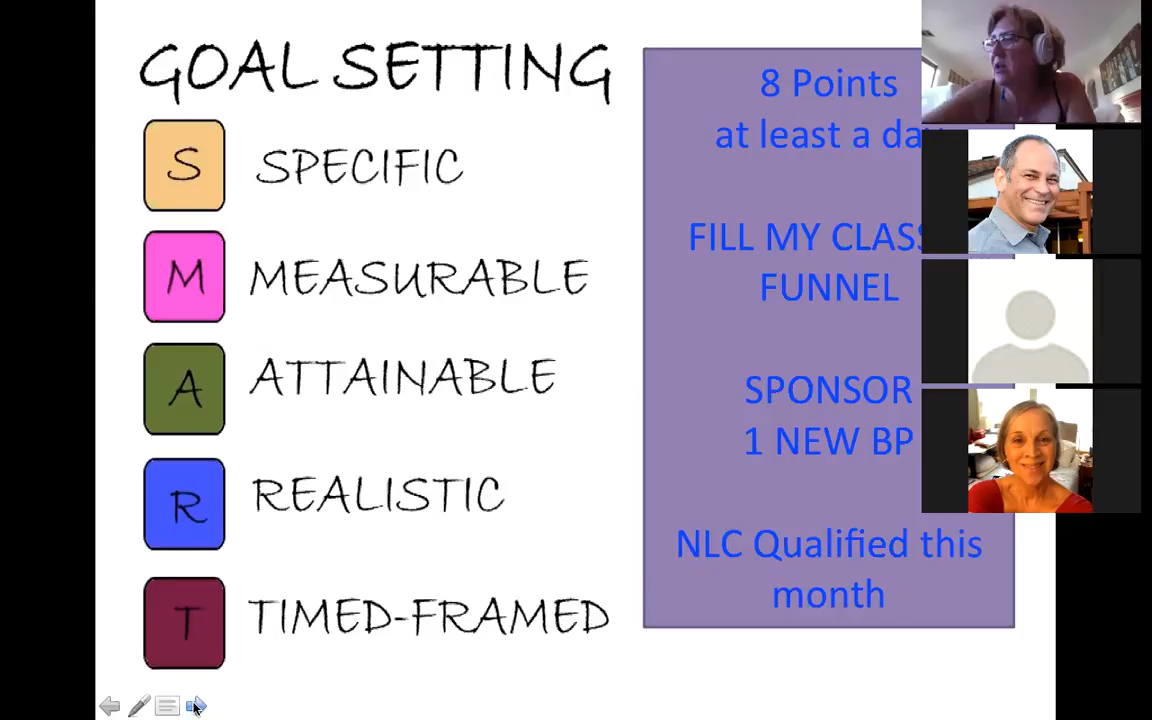 GOAL SETTING
S SPECIFIC
M MEASURABLE
A ATTAINABLE
R REALISTIC
T TIMED-FRAMED
8 Points
at least a
FILL MY
FUNNEL
SPONSOR
1 NEW BP
NLC Qualified this
month